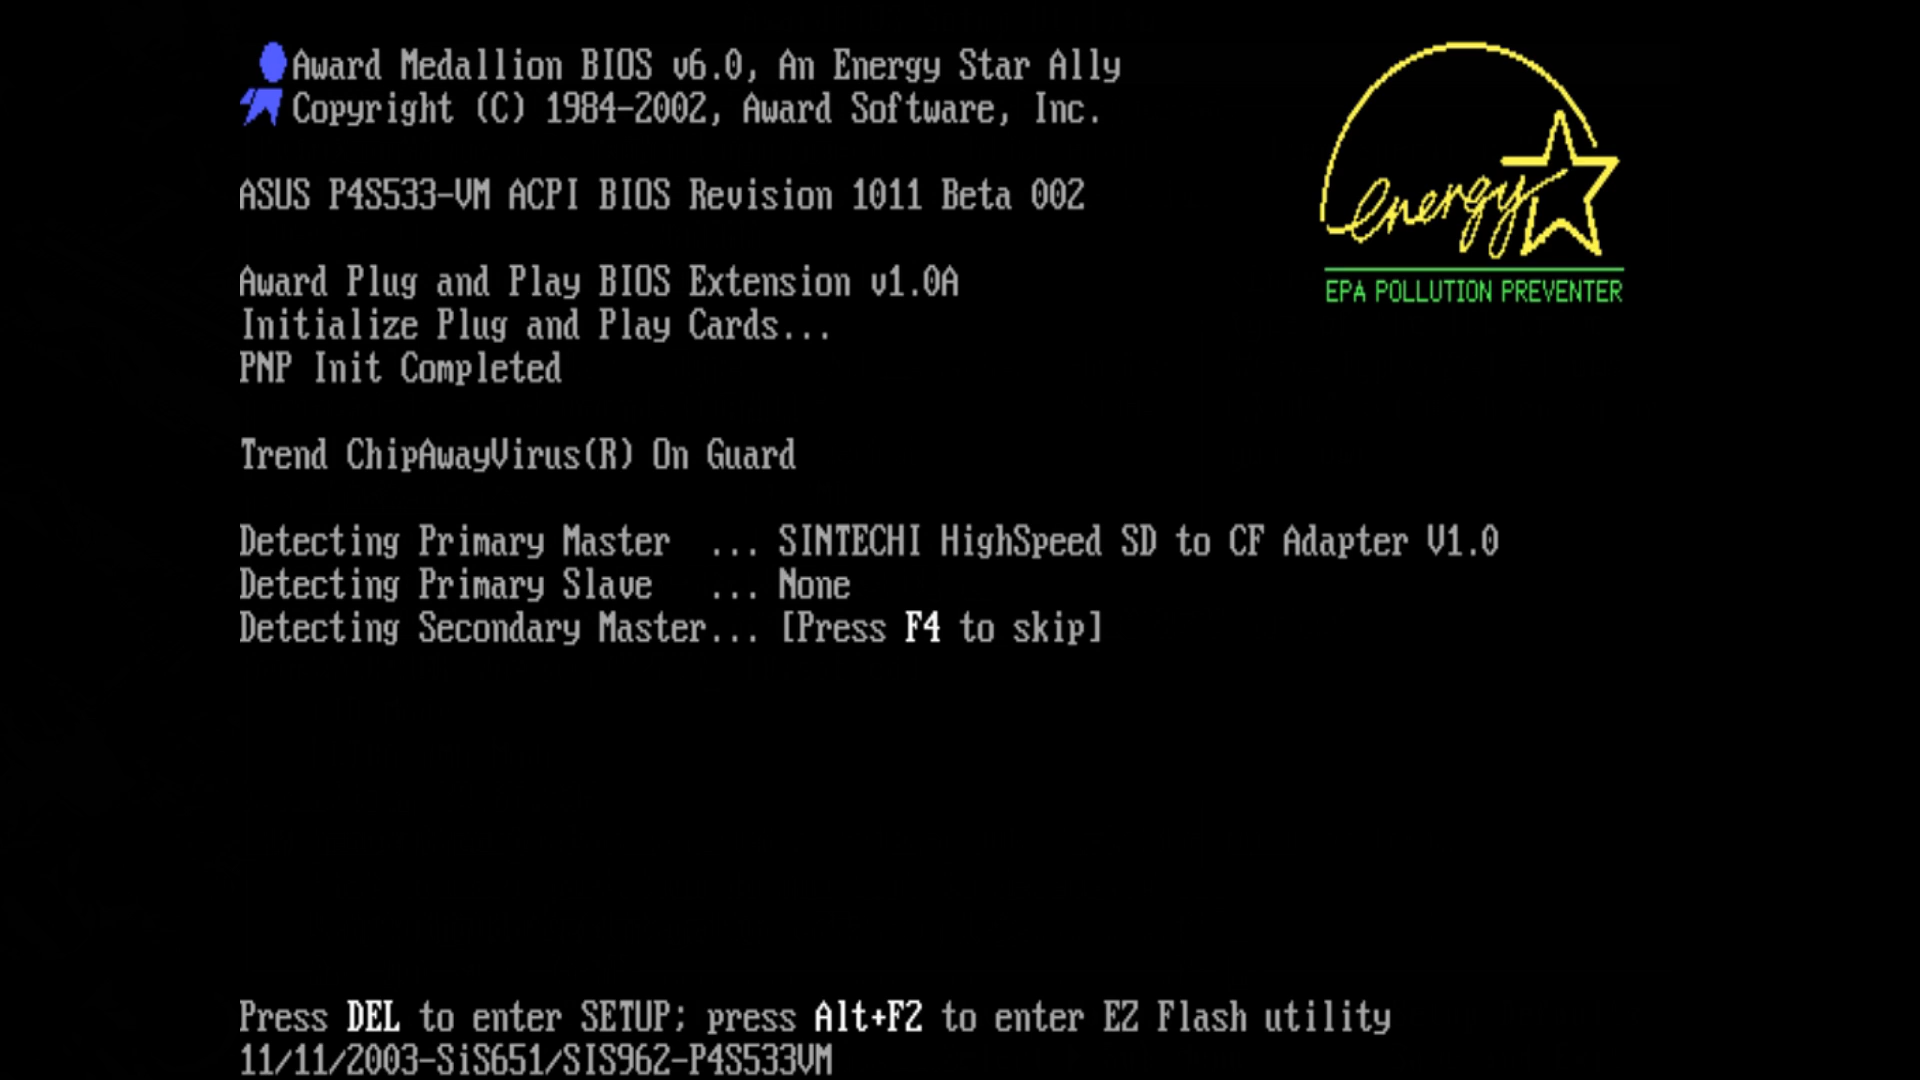 Award Medallion BIOS v6.0, An Energy Star Ally
Copyright (C) 1984-2002, Award Software, Inc.
energy
EPA POLLUTION PREVENTER
ASUS P4S533-VM ACPI BIOS Revision 1011 Beta 002
Award Plug and Play BIOS Extension v1.0A
Initialize Plug and Play Cards...
PNP Init Completed
Trend ChipAwayVirus(R) On Guard
Detecting Primary Master  ... SINTECHI HighSpeed SD to CF Adapter V1.0
Detecting Primary Slave   ... None
Detecting Secondary Master... [Press F4 to skip]
Press DEL to enter SETUP; press Alt+F2 to enter EZ Flash utility
11/11/2003-SiS651/SIS962-P4S533VM